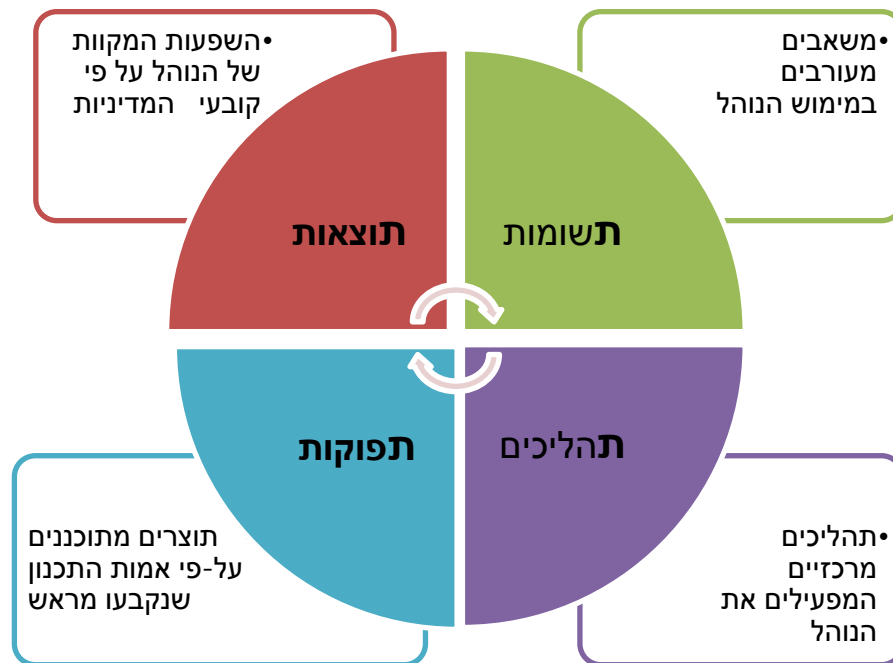 •משאבים
מעורבים
במימוש הנוהל
•השפעות המקוות
של הנוהל על פי
קובעי המדיניות
תשומות
תוצאות
תהליכים
תפוקות
•תהליכים
מרכזיים
המפעילים את
הנוהל
תוצרים מתוכננים
על-פי אמות התכנון
שנקבעו מראש